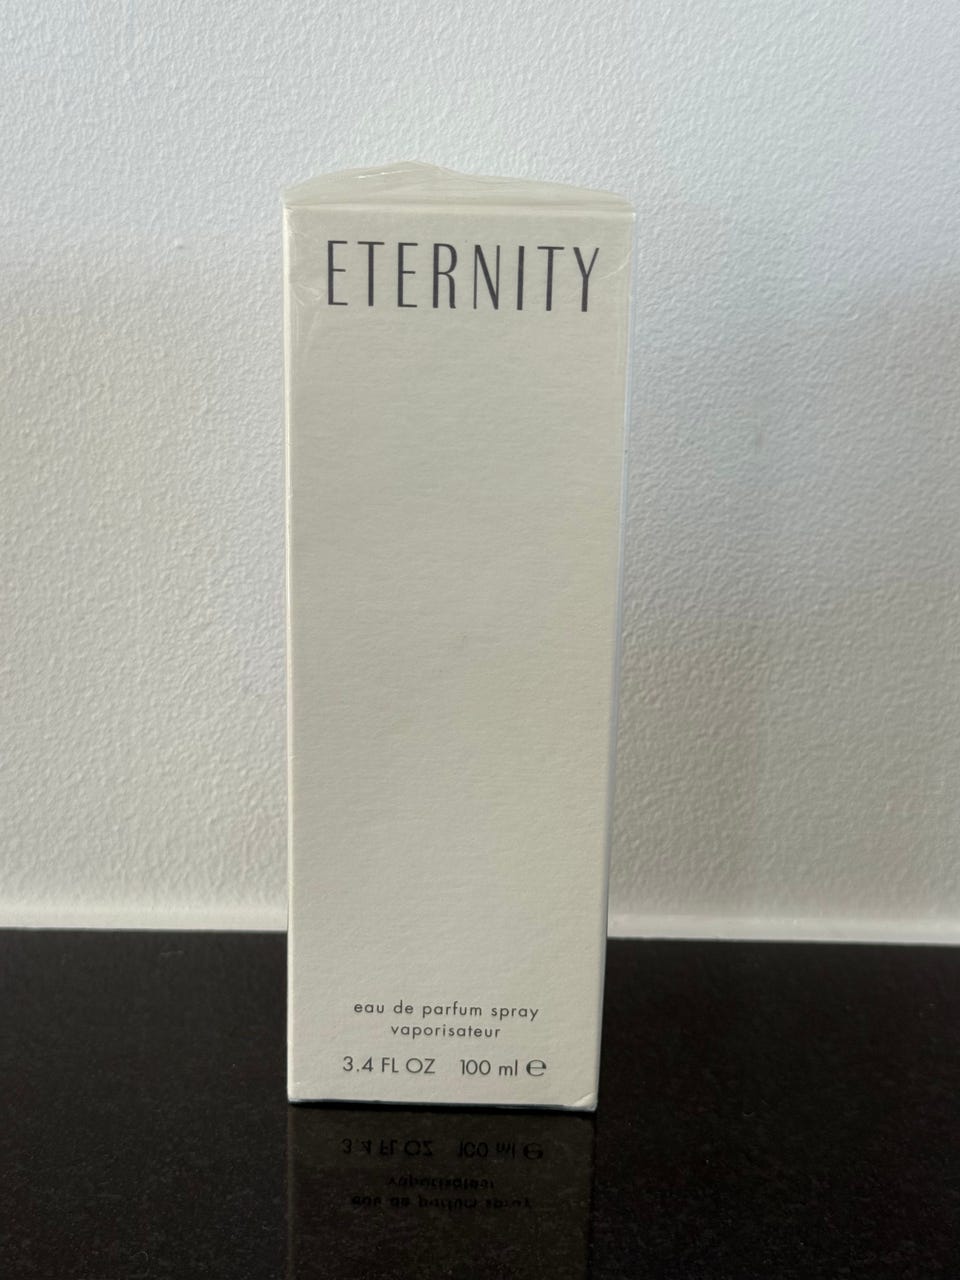 ETERNITY
eau de parfum spray
vaporisateur
3.4 FL OZ 100 ml ℮